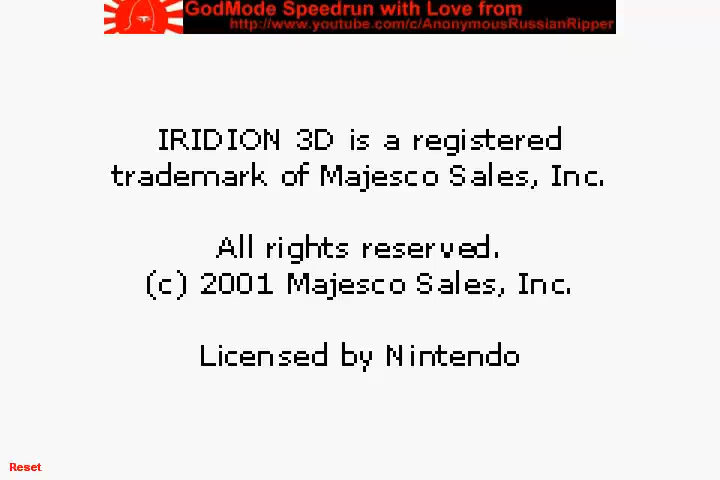 GodMode Speedrun with Love from
http://www.youtube.com/c/AnonymousRussianRipper
IRIDION 3D is a registered
trademark of Majesco Sales, Inc.
All rights reserved.
(c) 2001 Majesco Sales, Inc.
Licensed by Nintendo
Reset